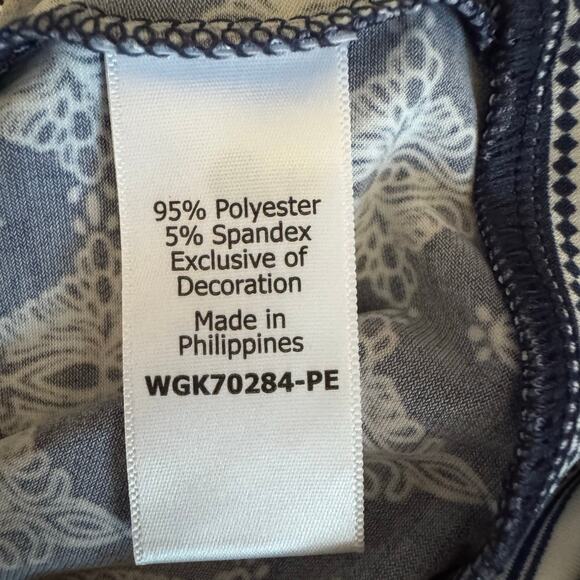 95% Polyester
5% Spandex
Exclusive of
Decoration
Made in
Philippines
WGK70284-PE